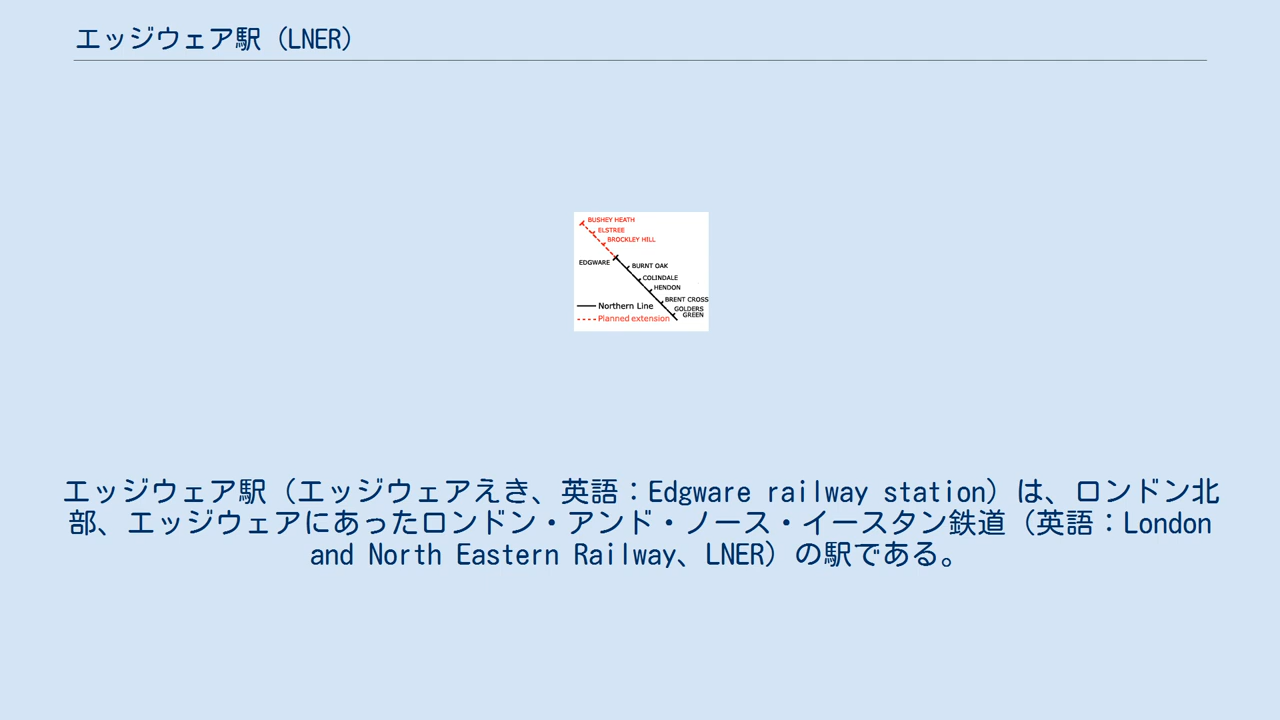 エッジウェア駅（LNER）
BUSHEY HEATH
ELSTREE
BROCKLEY HILL
EDGWARE
BURNT OAK
COLINDALE
HENDON
BRENT CROSS
GOLDERS
GREEN
Northern Line
Planned extension
エッジウェア駅（エッジウェアえき、英語：Edgware railway station）は、ロンドン北
部、エッジウェアにあったロンドン・アンド・ノース・イースタン鉄道（英語：London
and North Eastern Railway、LNER）の駅である。